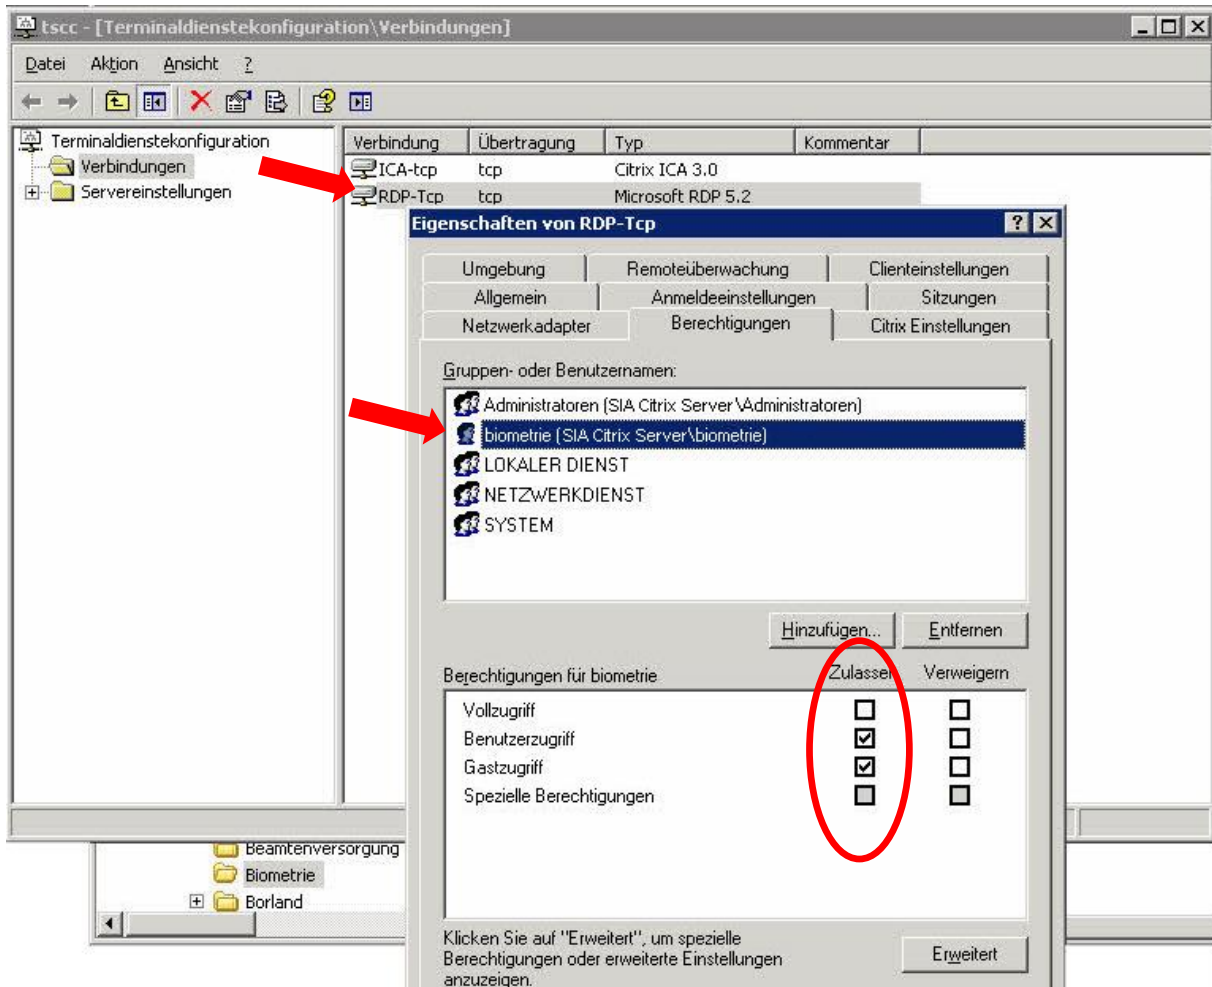 tscc - [Terminaldienstekonfiguration\Verbindungen]
Datei Aktion Ansicht ?
Terminaldienstekonfiguration
Verbindungen
Servereinstellungen
Verbindung Übertragung Typ Kommentar
ICA-tcp tcp Citrix ICA 3.0
RDP-Tcp tcp Microsoft RDP 5.2
Eigenschaften von RDP-Tcp
Umgebung Remoteüberwachung Clienteinstellungen
Allgemein Anmeldeeinstellungen Sitzungen
Netzwerkadapter Berechtigungen Citrix Einstellungen
Gruppen- oder Benutzernamen:
Administratoren (SIA Citrix Server\Administratoren)
biometrie (SIA Citrix Server\biometrie)
LOKALER DIENST
NETZWERKDIENST
SYSTEM
Hinzufügen... Entfernen
Berechtigungen für biometrie Zulassen Verweigern
Vollzugriff
Benutzerzugriff
Gastzugriff
Spezielle Berechtigungen
Klicken Sie auf "Erweitert", um spezielle
Berechtigungen oder erweiterte Einstellungen
anzuzeigen.
Erweitert
Beamtenversorgung
Biometrie
Borland